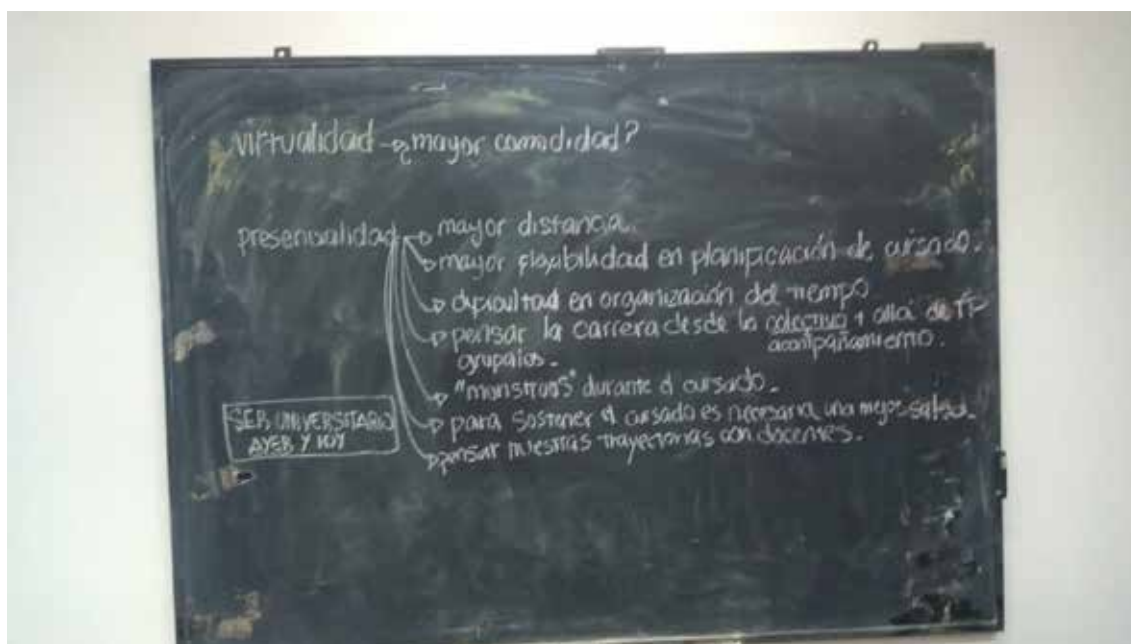 virtualidad → mayor comodidad?
presencialidad → mayor distancia.
→ mayor flexibilidad en planificación de cursado.
→ dificultad en organización del tiempo
→ pensar la carrera desde lo colectivo + allá de TP
grupales. acompañamiento.
→ "monstruos" durante el cursado.
→ para sostener el cursado es necesaria una mejor salud.
→ pensar nuestras trayectorias con docentes.
SER UNIVERSITARIO
AYER Y HOY